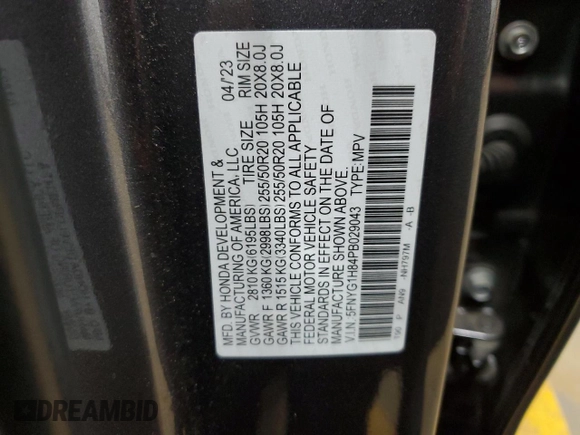 MFD. BY HONDA DEVELOPMENT &
MANUFACTURING OF AMERICA, LLC 04/23
GVWR 2810KG(6195LBS) TIRE SIZE RIM SIZE
GAWR F 1360KG(2998LBS) 255/50R20 105H 20X8.0J
GAWR R 1515KG(3340LBS) 255/50R20 105H 20X8.0J
THIS VEHICLE CONFORMS TO ALL APPLICABLE
FEDERAL MOTOR VEHICLE SAFETY
STANDARDS IN EFFECT ON THE DATE OF
MANUFACTURE SHOWN ABOVE.
V.I.N. 5FNYG1H84PB029043 TYPE:MPV
T90 P AN9 -NH797M -A -B
DREAMBID